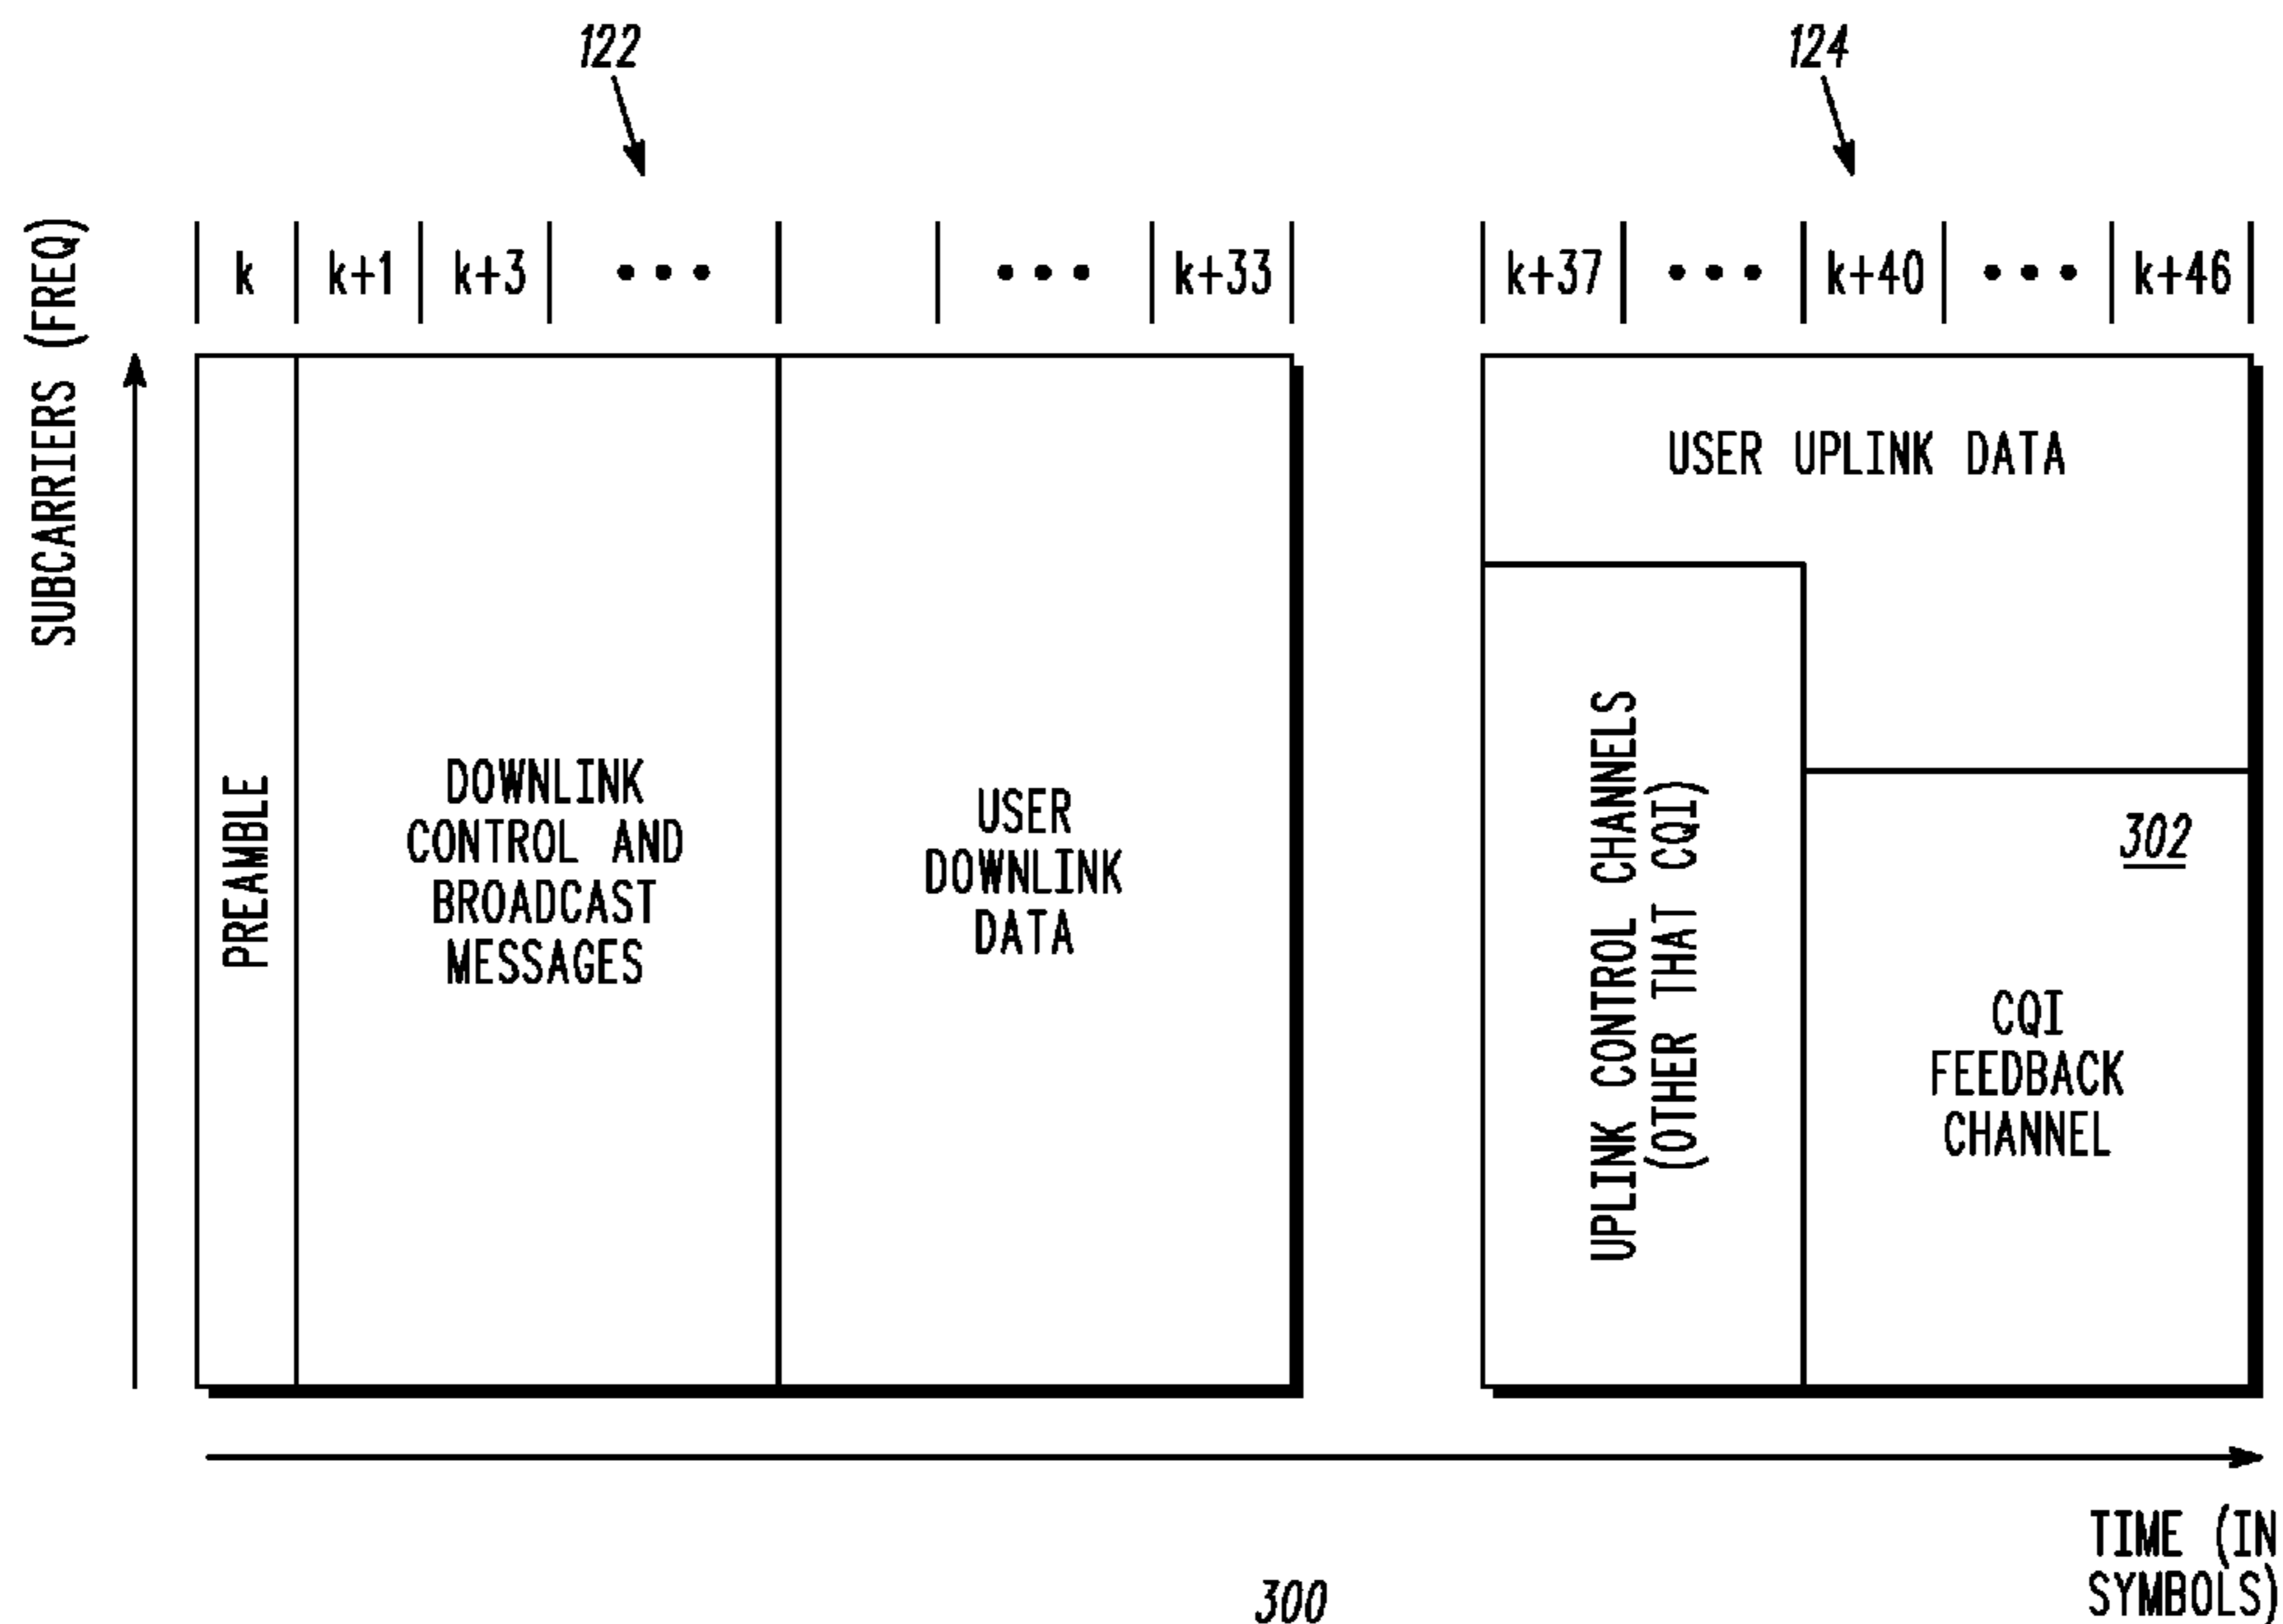 122
124
k
k+1
k+3
•••
•••
k+33
k+37
•••
k+40
•••
k+46
SUBCARRIERS (FREQ)
PREAMBLE
DOWNLINK
CONTROL AND
BROADCAST
MESSAGES
USER
DOWNLINK
DATA
USER UPLINK DATA
UPLINK CONTROL CHANNELS
(OTHER THAT CQI)
302
CQI
FEEDBACK
CHANNEL
TIME (IN
SYMBOLS)
300